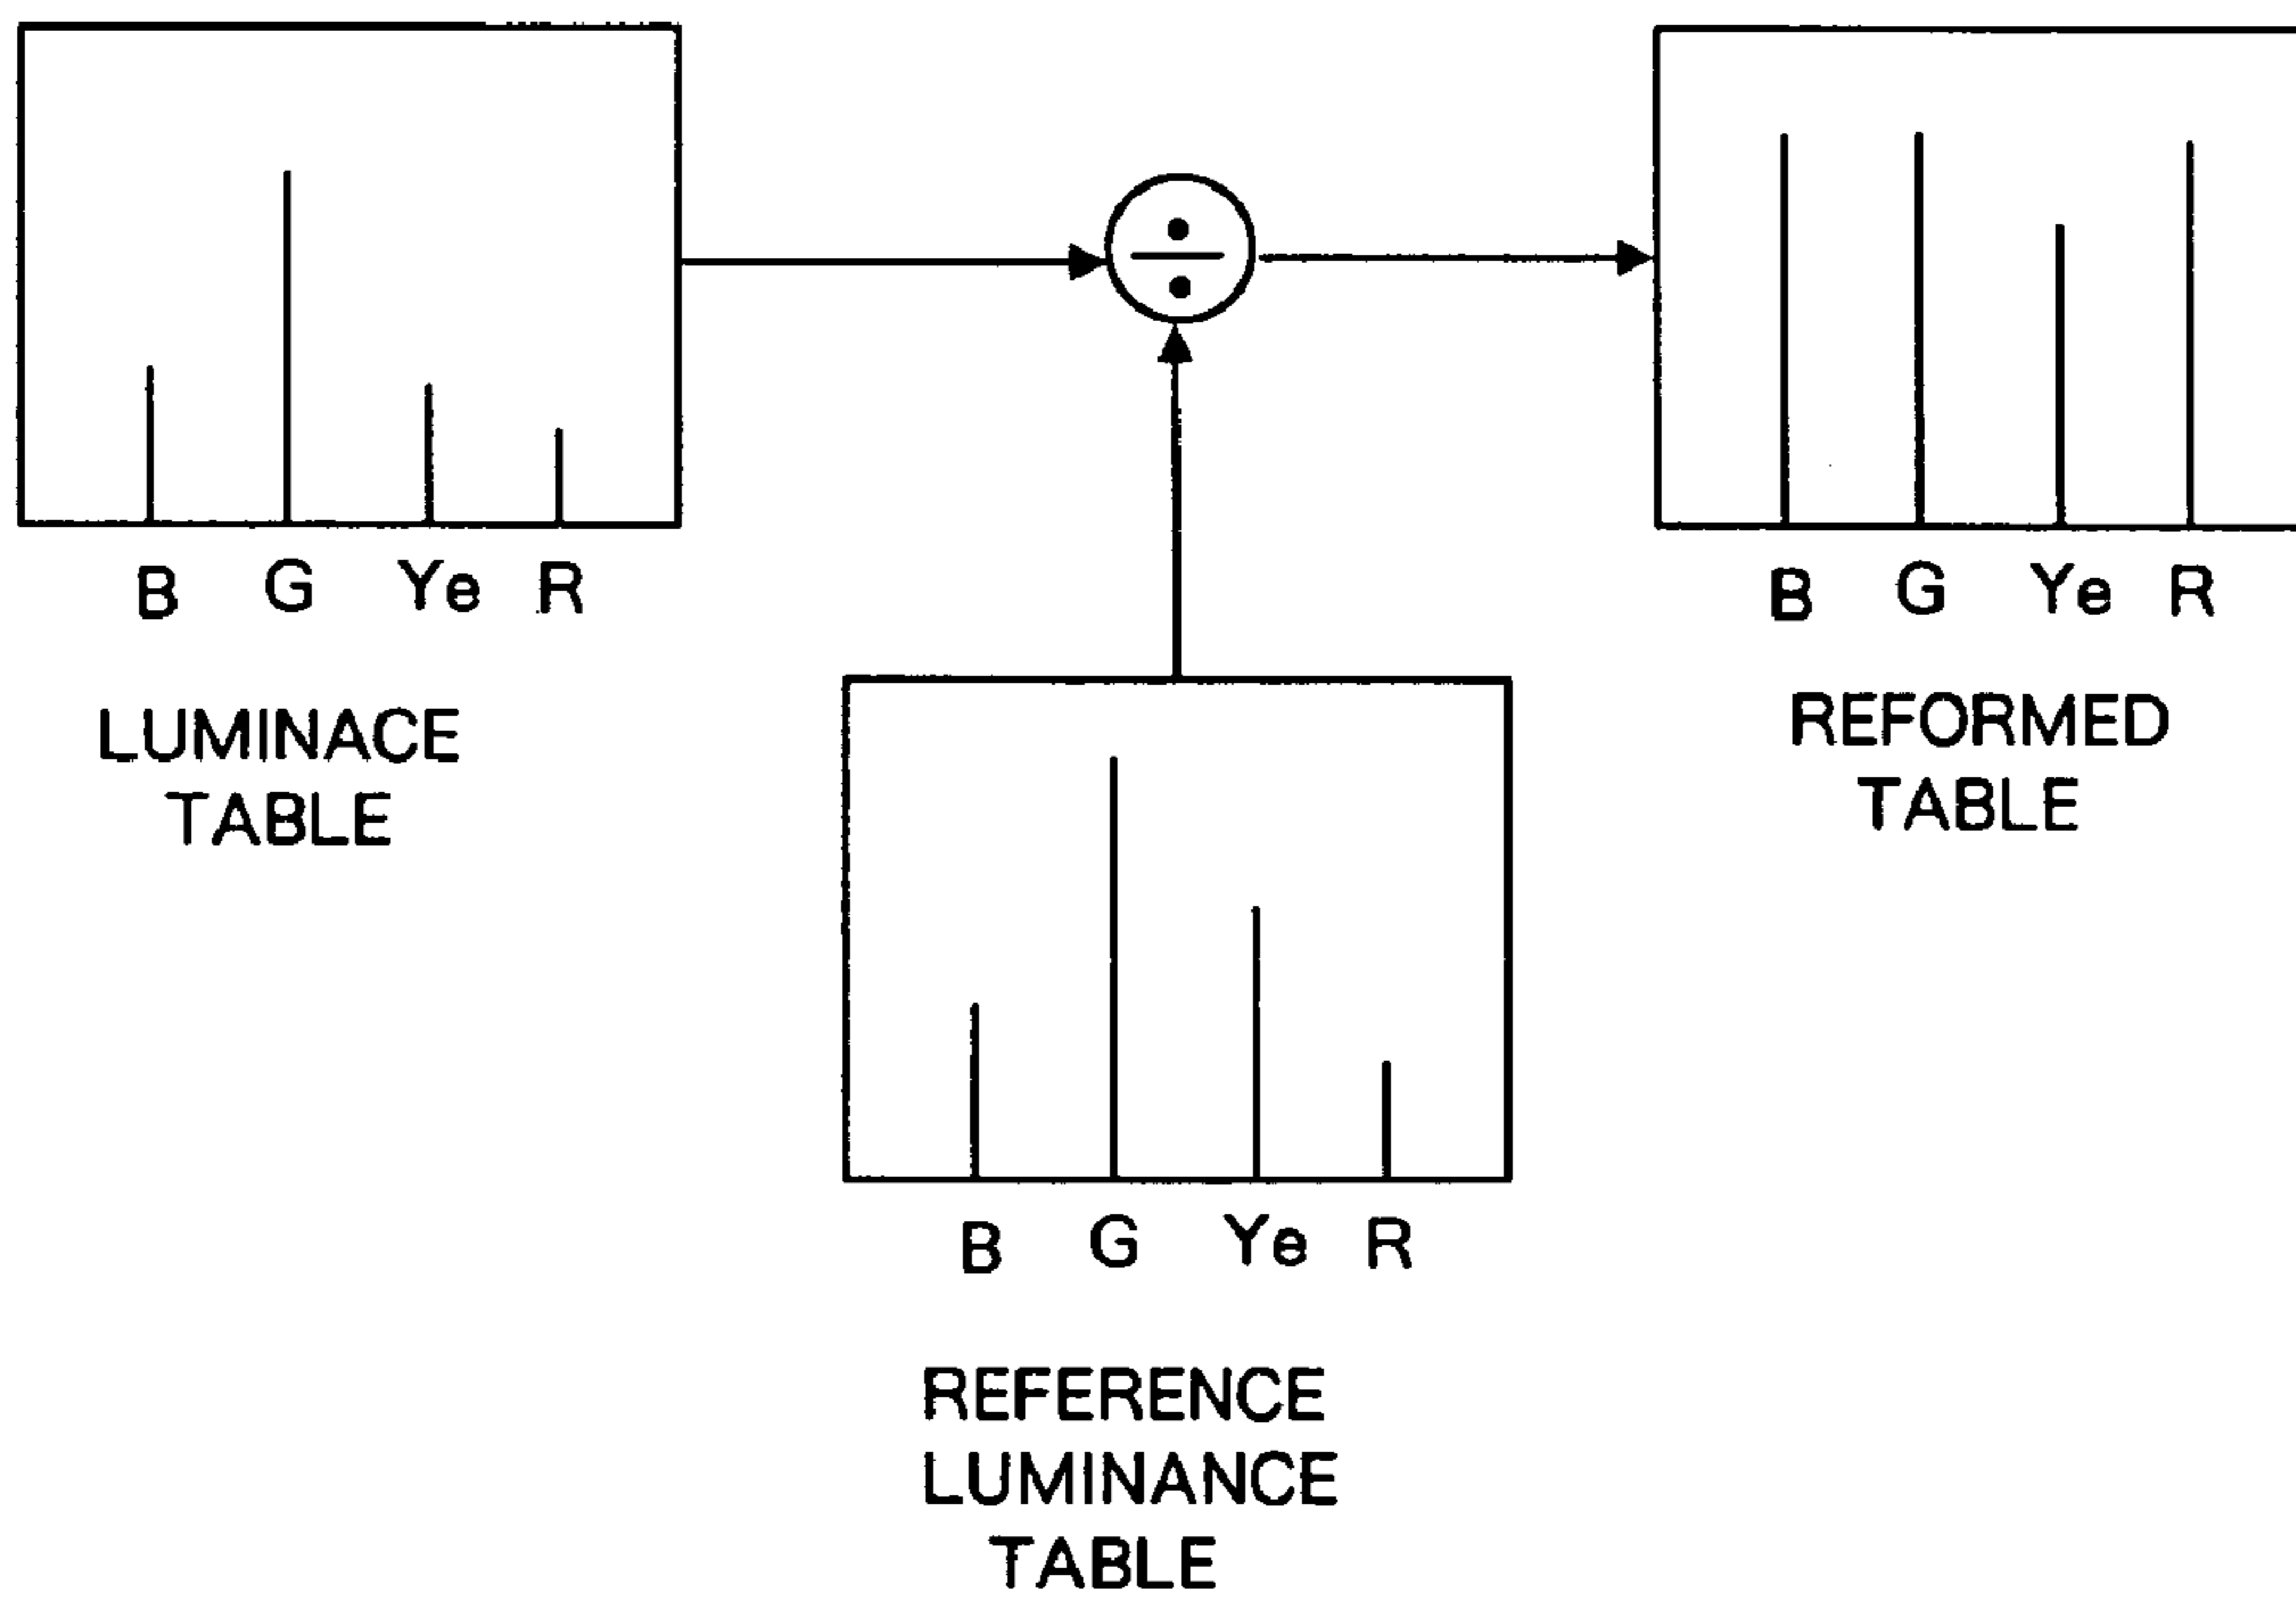 B G Ye R
LUMINACE
TABLE
÷
B G Ye R
REFORMED
TABLE
B G Ye R
REFERENCE
LUMINANCE
TABLE